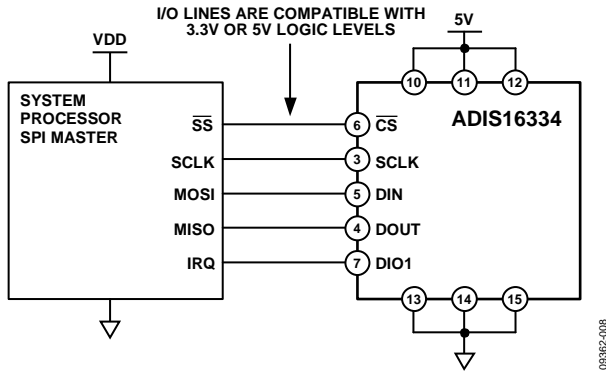 I/O LINES ARE COMPATIBLE WITH
3.3V OR 5V LOGIC LEVELS
VDD
5V
10
11
12
SYSTEM
PROCESSOR
SPI MASTER
ADIS16334
SS
6
CS
SCLK
3
SCLK
MOSI
5
DIN
MISO
4
DOUT
IRQ
7
DIO1
13
14
15
09362-008